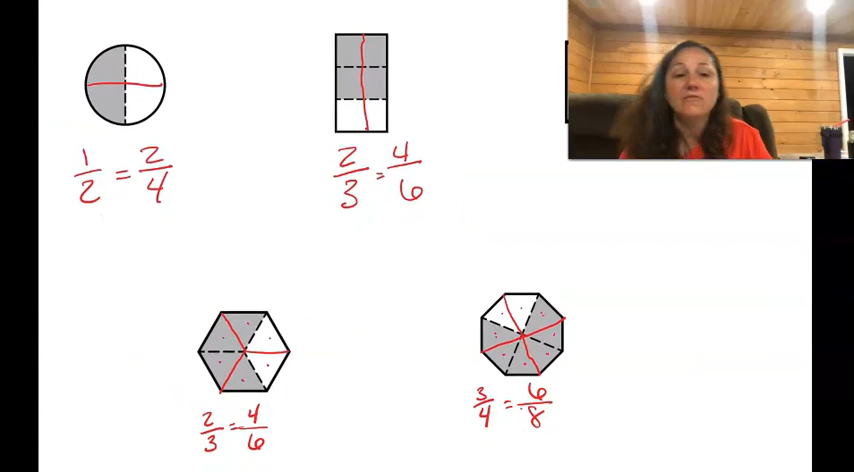 1/2 = 2/4
2/3 = 4/6
2/3 = 4/6
3/4 = 6/8